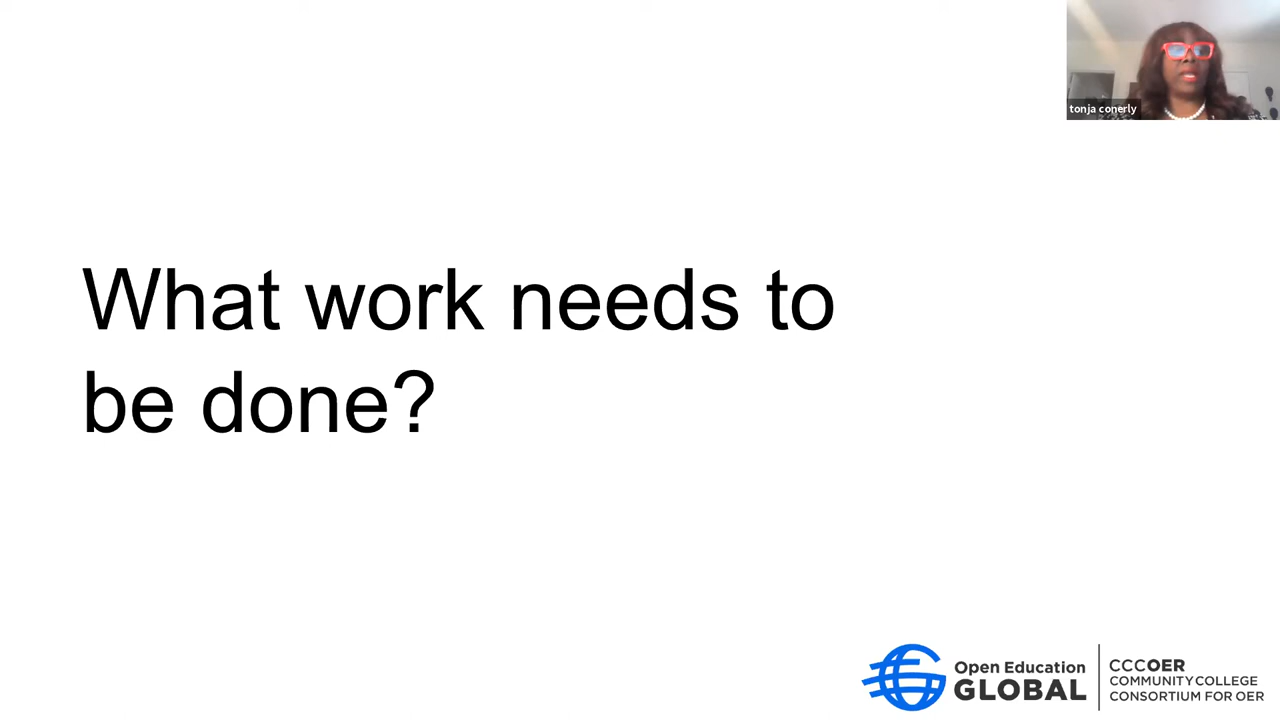 tonja conerly
What work needs to
be done?
Open Education
GLOBAL
CCCOER
COMMUNITY COLLEGE
CONSORTIUM FOR OER